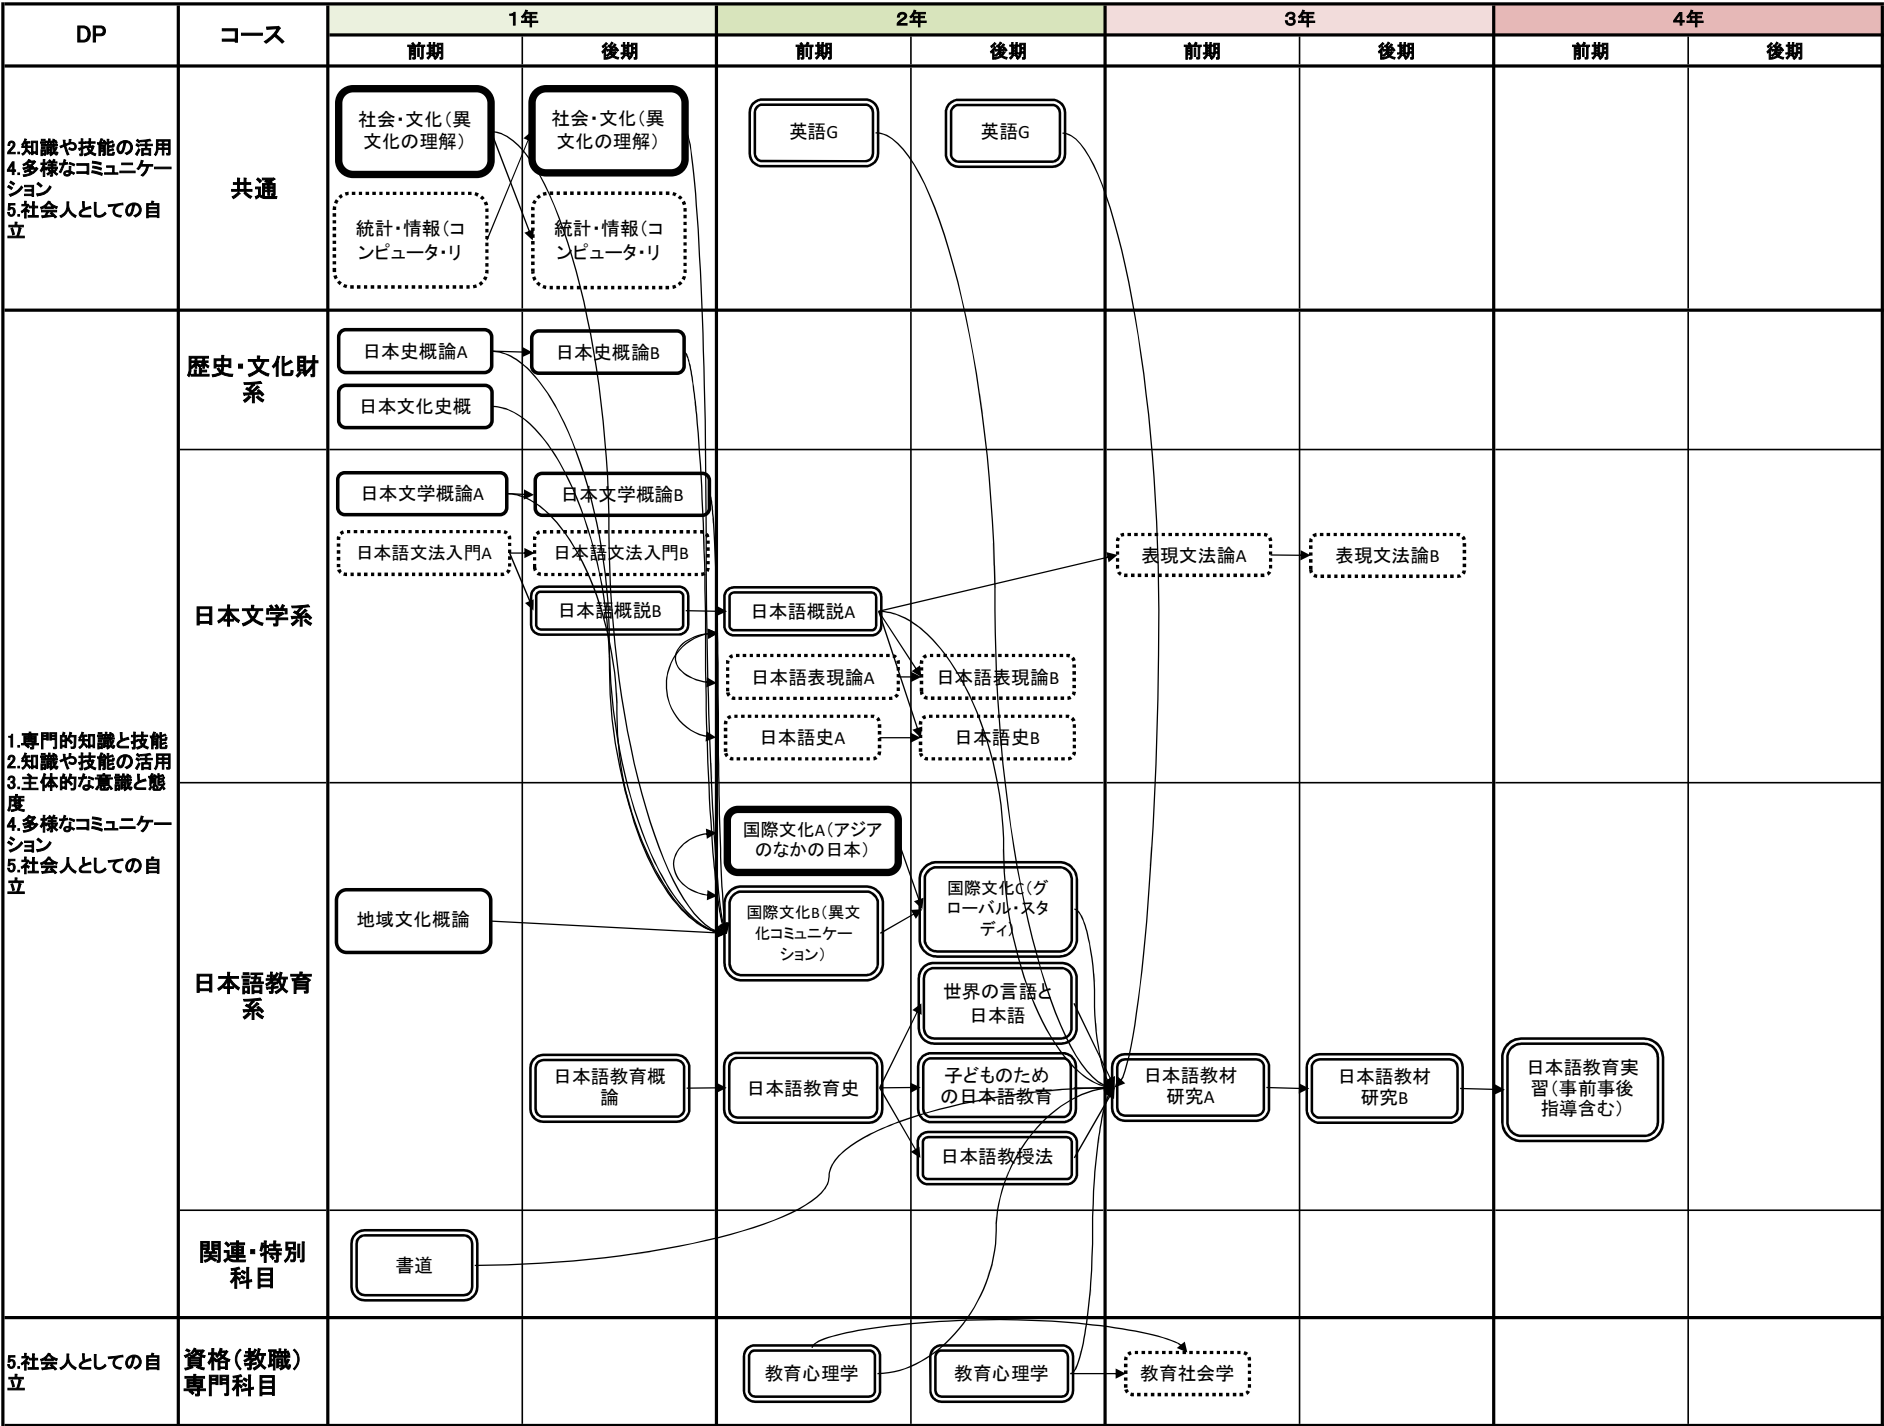 DP
コース
1年
2年
3年
4年
前期
後期
前期
後期
前期
後期
前期
後期
2.知識や技能の活用
4.多様なコミュニケー
ション
5.社会人としての自
立
共通
社会・文化(異
文化の理解)
社会・文化(異
文化の理解)
英語G
英語G
統計・情報(コ
ンピュータ・リ
統計・情報(コ
ンピュータ・リ
1.専門的知識と技能
2.知識や技能の活用
3.主体的な意識と態
度
4.多様なコミュニケー
ション
5.社会人としての自
立
歴史・文化財
系
日本史概論A
日本史概論B
日本文化史概
日本文学系
日本文学概論A
日本文学概論B
日本語文法入門A
日本語文法入門B
表現文法論A
表現文法論B
日本語概説B
日本語概説A
日本語表現論A
日本語表現論B
日本語史A
日本語史B
日本語教育
系
国際文化A(アジア
のなかの日本)
地域文化概論
国際文化B(異文
化コミュニケー
ション)
国際文化C(グ
ローバル・スタ
ディ)
世界の言語と
日本語
日本語教育概
論
日本語教育史
子どものため
の日本語教育
日本語教材
研究A
日本語教材
研究B
日本語教育実
習(事前事後
指導含む)
日本語教授法
関連・特別
科目
書道
5.社会人としての自
立
資格(教職)
専門科目
教育心理学
教育心理学
教育社会学